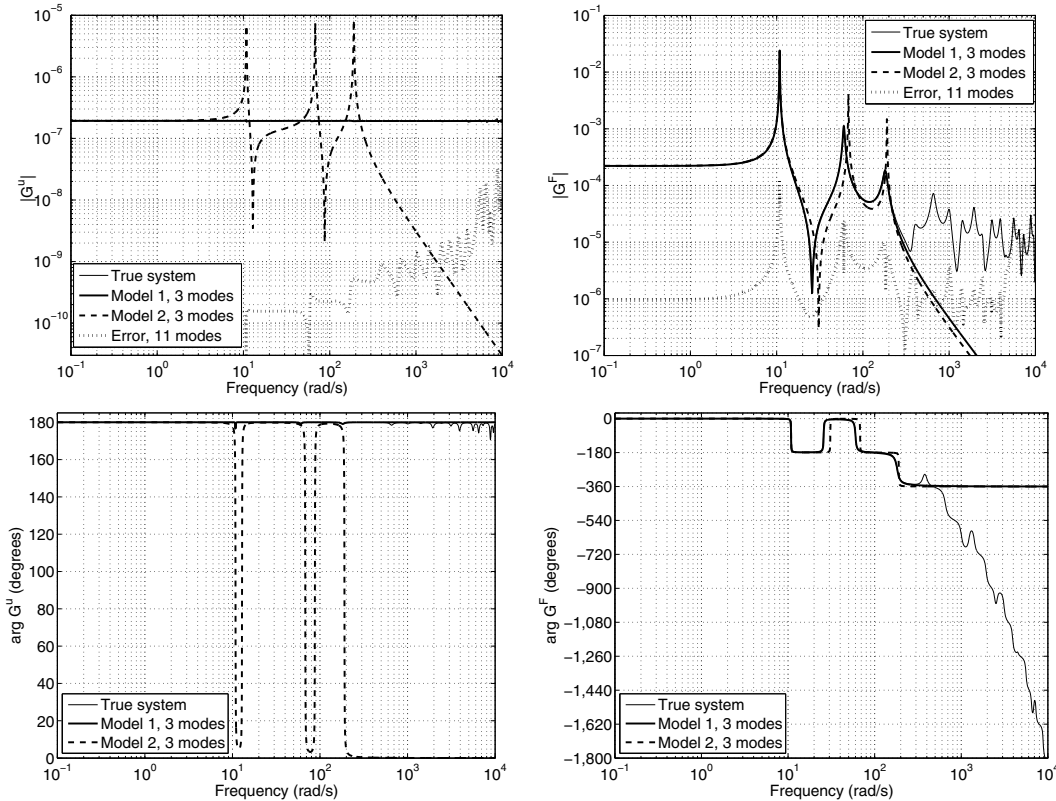 10^-5
10^-6
10^-7
10^-8
10^-9
10^-10
|G^u|
True system
Model 1, 3 modes
Model 2, 3 modes
Error, 11 modes
10^-1 10^0 10^1 10^2 10^3 10^4
Frequency (rad/s)
10^-1
10^-2
10^-3
10^-4
10^-5
10^-6
10^-7
|G^F|
True system
Model 1, 3 modes
Model 2, 3 modes
Error, 11 modes
10^-1 10^0 10^1 10^2 10^3 10^4
Frequency (rad/s)
180
160
140
120
100
80
60
40
20
0
arg G^u (degrees)
True system
Model 1, 3 modes
Model 2, 3 modes
10^-1 10^0 10^1 10^2 10^3 10^4
Frequency (rad/s)
0
-180
-360
-540
-720
-900
-1.080
-1,260
-1,440
-1,620
-1,800
arg G^F (degrees)
True system
Model 1, 3 modes
Model 2, 3 modes
10^-1 10^0 10^1 10^2 10^3 10^4
Frequency (rad/s)